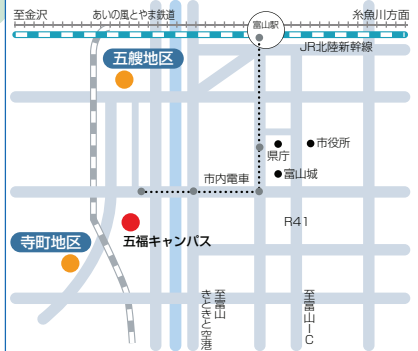 至金沢
あいの風とやま鉄道
富山駅
糸魚川方面
JR北陸新幹線
五艘地区
市役所
県庁
富山城
市内電車
R41
五福キャンパス
寺町地区
至富山
きときと空港
至富山IC